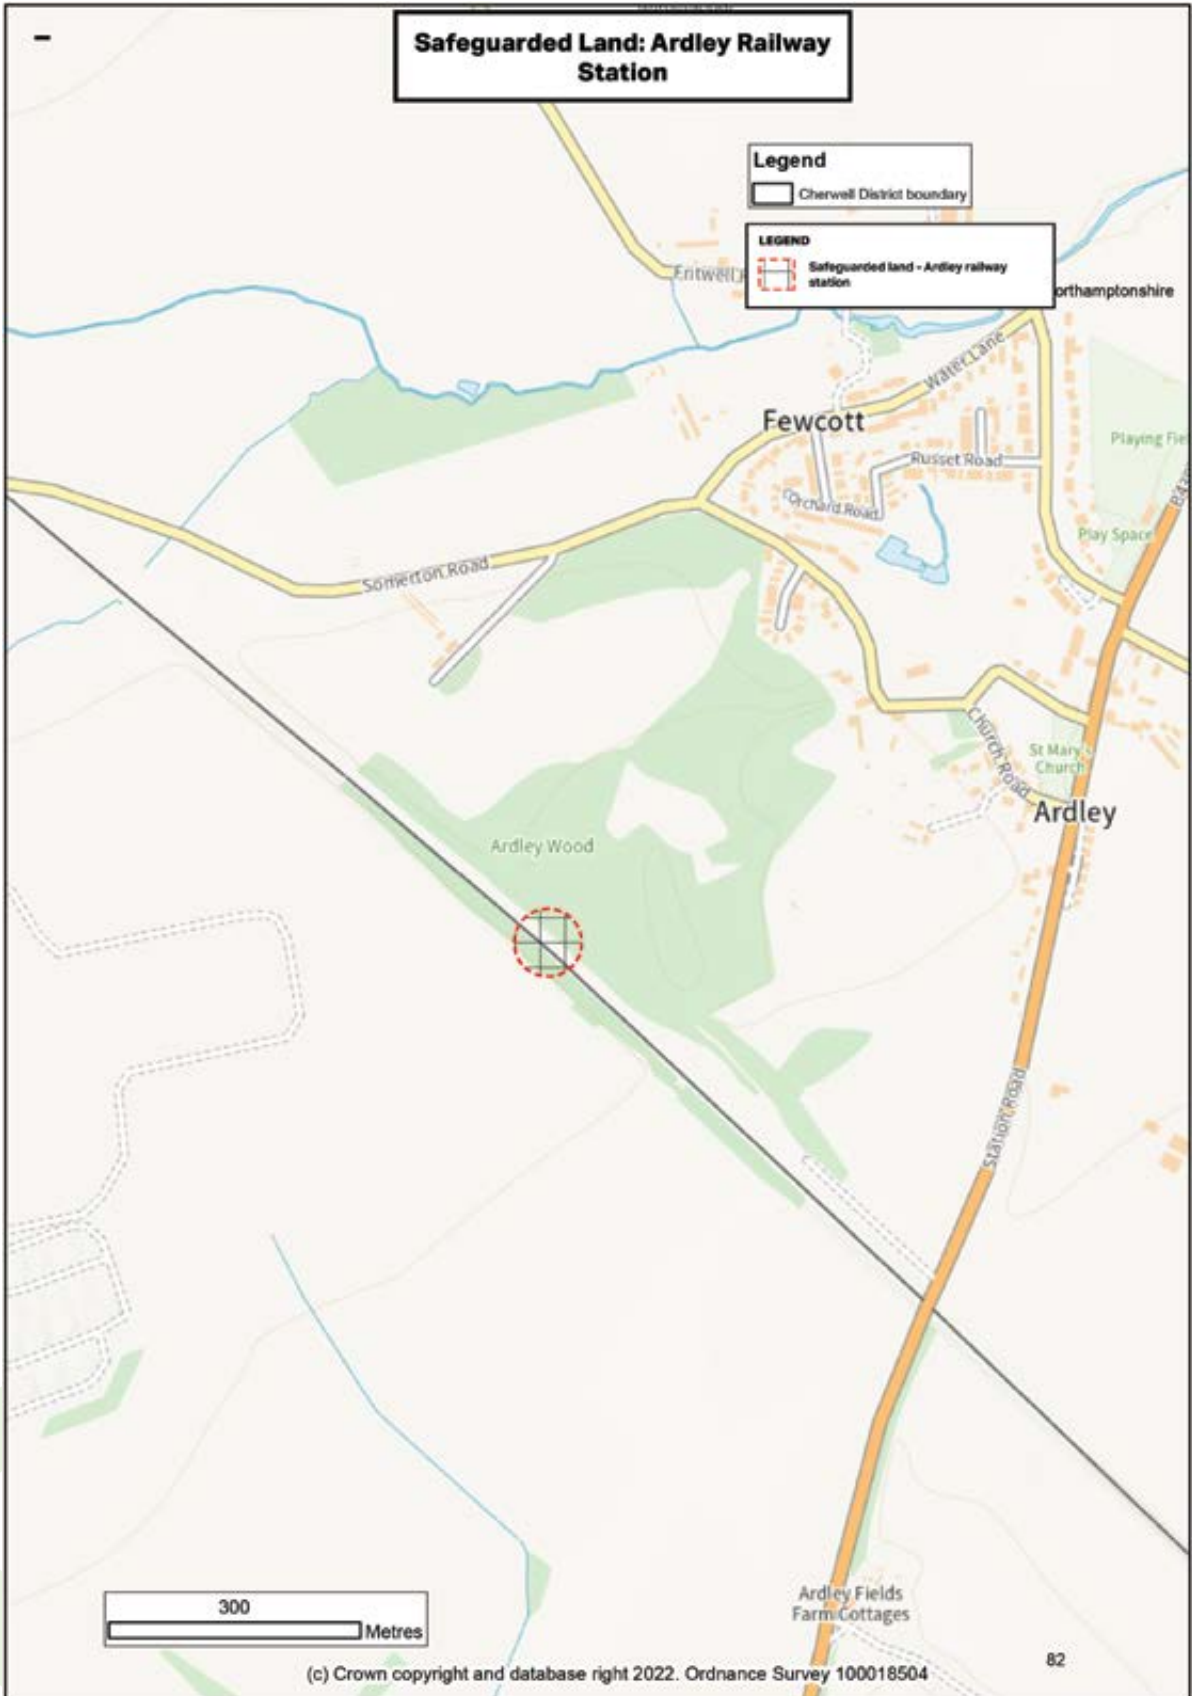 Safeguarded Land: Ardley Railway
Station
Legend
Cherwell District boundary
LEGEND
Safeguarded land - Ardley railway
station
orthamptonshire
Fritwell
Water Lane
Fewcott
Playing Fiel
Russet Road
Orchard Road
Play Space
Somerton Road
Church Road
St Mary's
Church
Ardley
Ardley Wood
Station Road
Ardley Fields
Farm Cottages
300
Metres
82
(c) Crown copyright and database right 2022. Ordnance Survey 100018504